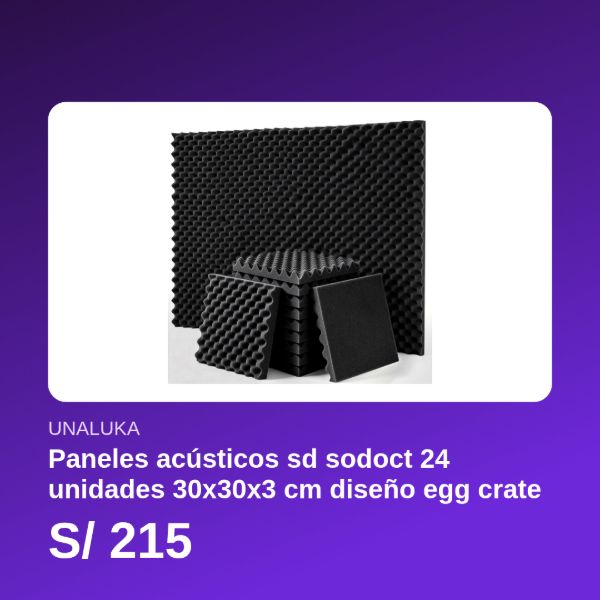 UNALUKA
Paneles acústicos sd sodoct 24
unidades 30x30x3 cm diseño egg crate
S/ 215